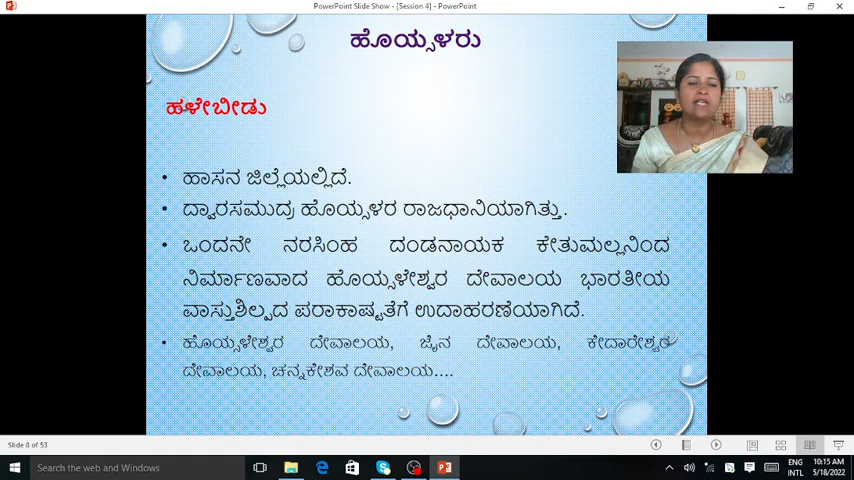 PowerPoint Slide Show - [Session 4] - PowerPoint
ಹೊಯ್ಸಳರು
ಹಳೇಬೀಡು
• ಹಾಸನ ಜಿಲ್ಲೆಯಲ್ಲಿದೆ.
• ದ್ವಾರಸಮುದ್ರ ಹೊಯ್ಸಳರ ರಾಜಧಾನಿಯಾಗಿತ್ತು.
• ಒಂದನೇ ನರಸಿಂಹ ದಂಡನಾಯಕ ಕೇತುಮಲ್ಲನಿಂದ
ನಿರ್ಮಾಣವಾದ ಹೊಯ್ಸಳೇಶ್ವರ ದೇವಾಲಯ ಭಾರತೀಯ
ವಾಸ್ತುಶಿಲ್ಪದ ಪರಾಕಾಷ್ಟತೆಗೆ ಉದಾಹರಣೆಯಾಗಿದೆ.
• ಹೊಯ್ಸಳೇಶ್ವರ ದೇವಾಲಯ, ಜೈನ ದೇವಾಲಯ, ಕೇದಾರೇಶ್ವರ
ದೇವಾಲಯ, ಚನ್ನಕೇಶವ ದೇವಾಲಯ....
Slide 8 of 53
Search the web and Windows
ENG
INTL
10:15 AM
5/18/2022